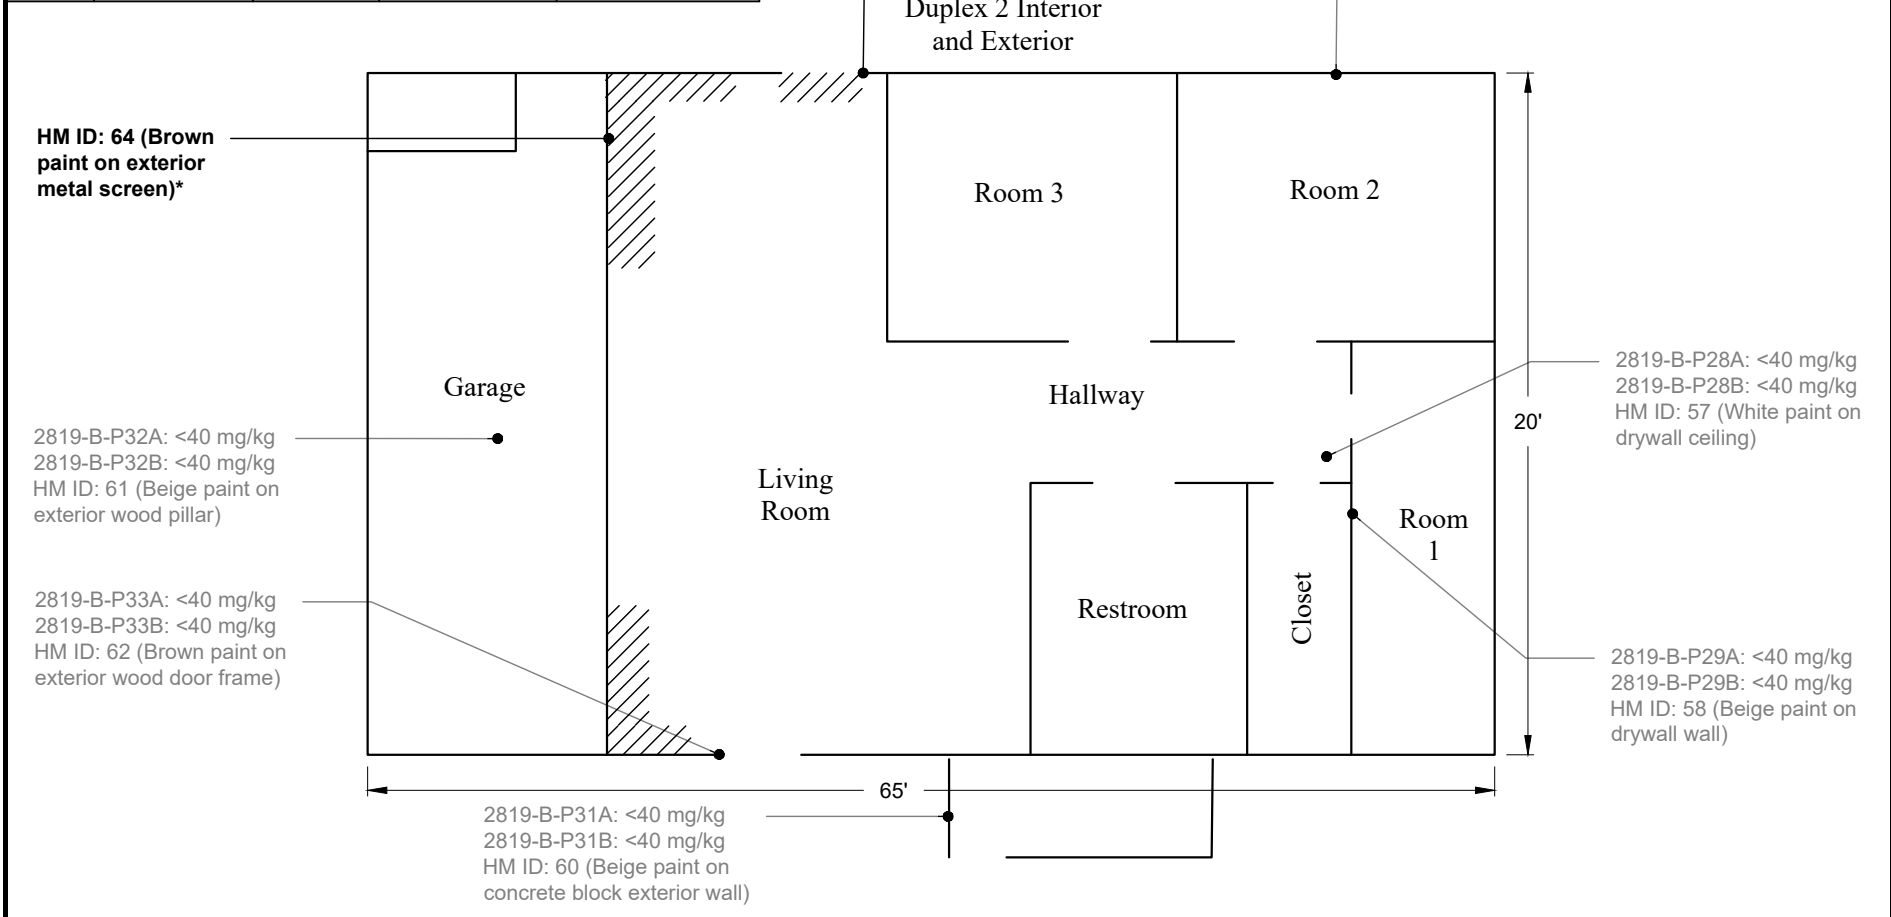 Duplex 2 Interior
and Exterior
HM ID: 64 (Brown
paint on exterior
metal screen)*
Room 3
Room 2
Garage
Hallway
2819-B-P28A: <40 mg/kg
2819-B-P28B: <40 mg/kg
HM ID: 57 (White paint on
drywall ceiling)
20'
2819-B-P32A: <40 mg/kg
2819-B-P32B: <40 mg/kg
HM ID: 61 (Beige paint on
exterior wood pillar)
Living
Room
Room
1
Restroom
Closet
2819-B-P33A: <40 mg/kg
2819-B-P33B: <40 mg/kg
HM ID: 62 (Brown paint on
exterior wood door frame)
2819-B-P29A: <40 mg/kg
2819-B-P29B: <40 mg/kg
HM ID: 58 (Beige paint on
drywall wall)
65'
2819-B-P31A: <40 mg/kg
2819-B-P31B: <40 mg/kg
HM ID: 60 (Beige paint on
concrete block exterior wall)